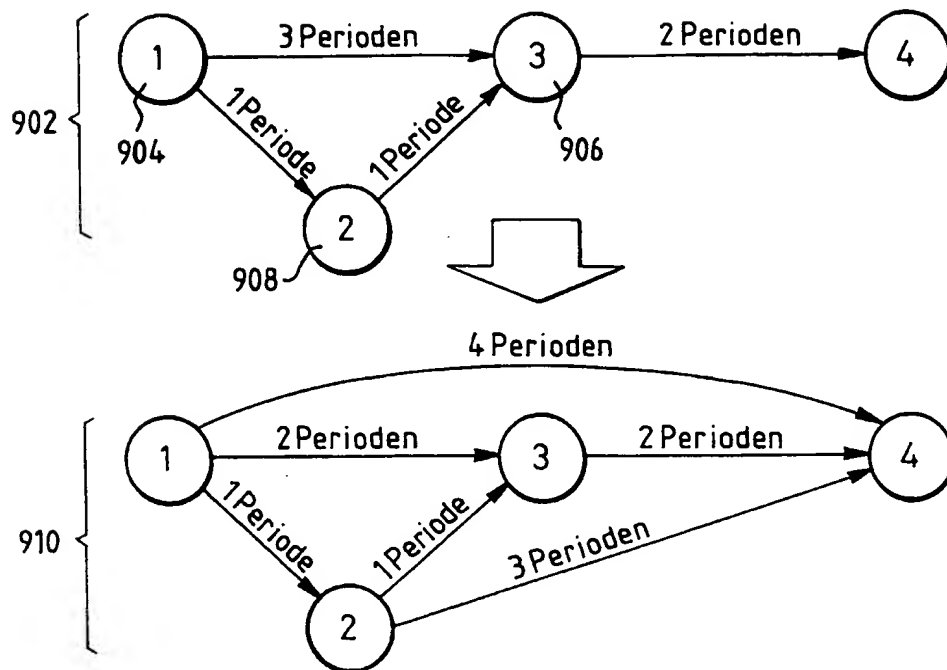 1
3 Perioden
3
2 Perioden
4
902
904
1 Periode
1 Periode
906
2
908
4 Perioden
1
2 Perioden
3
2 Perioden
4
910
1 Periode
1 Periode
3 Perioden
2